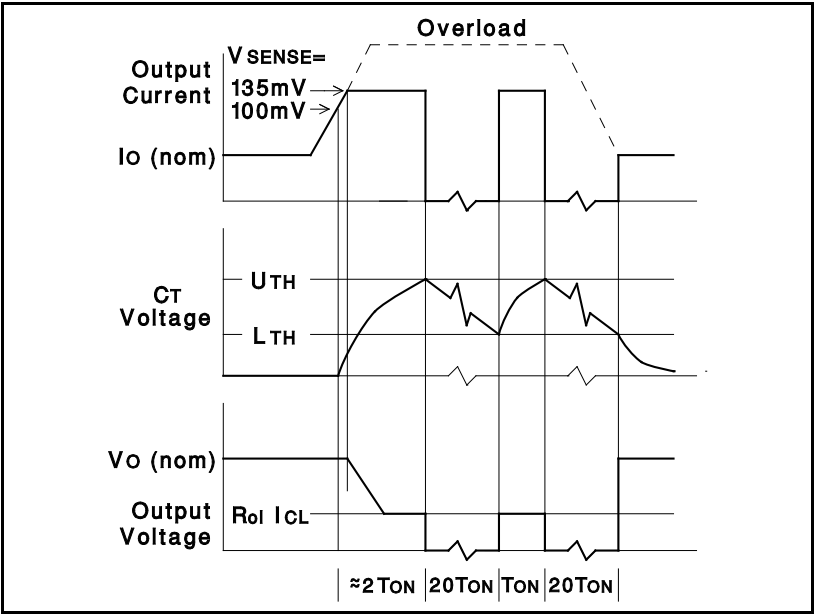 Overload
VSENSE=
Output
Current
135mV
100mV
IO (nom)
UTH
CT
Voltage
LTH
VO (nom)
Output
Voltage
Rol ICL
≈2TON 20TON TON 20TON